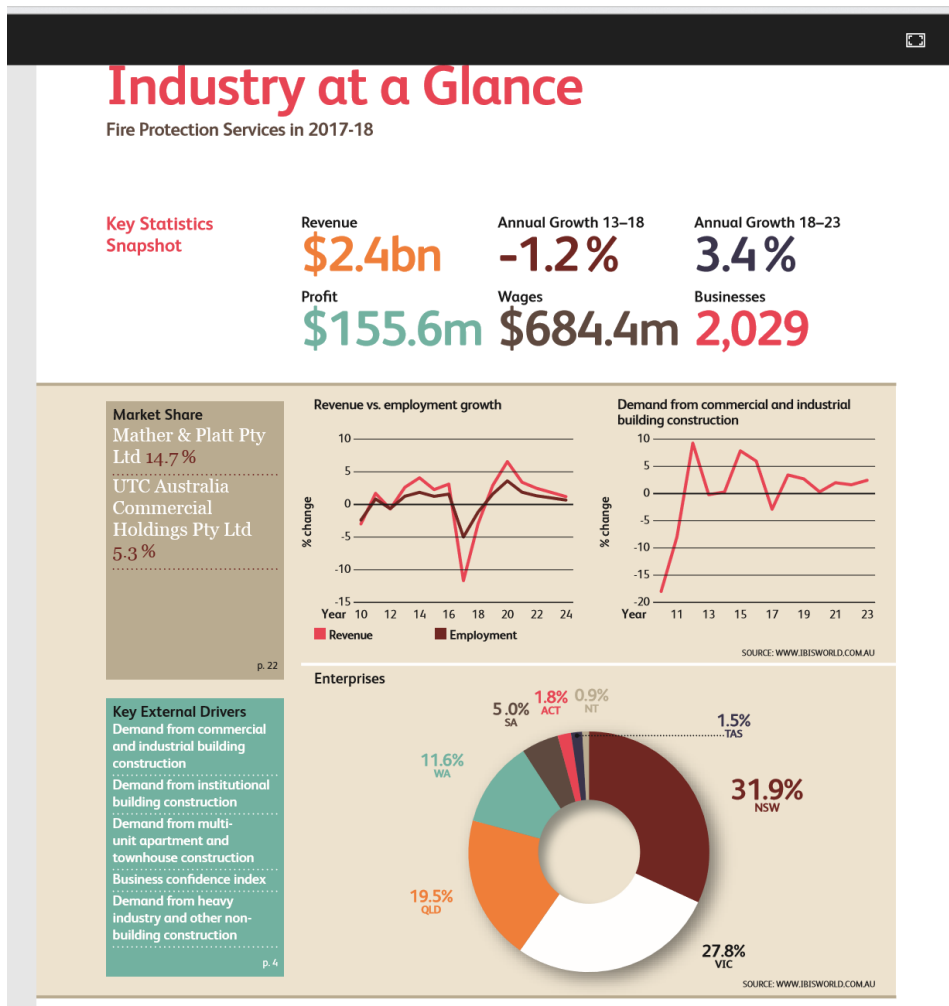 Industry at a Glance
Fire Protection Services in 2017-18
Key Statistics
Snapshot
Revenue
$2.4bn
Annual Growth 13–18
-1.2%
Annual Growth 18–23
3.4%
Profit
$155.6m
Wages
$684.4m
Businesses
2,029
Market Share
Mather & Platt Pty
Ltd 14.7%
UTC Australia
Commercial
Holdings Pty Ltd
5.3%
p. 22
Key External Drivers
Demand from commercial
and industrial building
construction
Demand from institutional
building construction
Demand from multi-
unit apartment and
townhouse construction
Business confidence index
Demand from heavy
industry and other non-
building construction
p. 4
Revenue vs. employment growth
% change
10
5
0
-5
-10
-15
Year 10 12 14 16 18 20 22 24
Revenue
Employment
Demand from commercial and industrial
building construction
% change
10
5
0
-5
-10
-15
-20
Year 11 13 15 17 19 21 23
SOURCE: WWW.IBISWORLD.COM.AU
Enterprises
5.0%
SA
1.8%
ACT
0.9%
NT
1.5%
TAS
11.6%
WA
31.9%
NSW
19.5%
QLD
27.8%
VIC
SOURCE: WWW.IBISWORLD.COM.AU